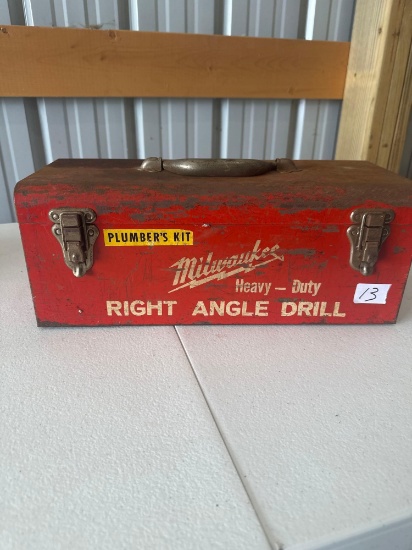 PLUMBER'S KIT
Milwaukee
Heavy - Duty
RIGHT ANGLE DRILL
13